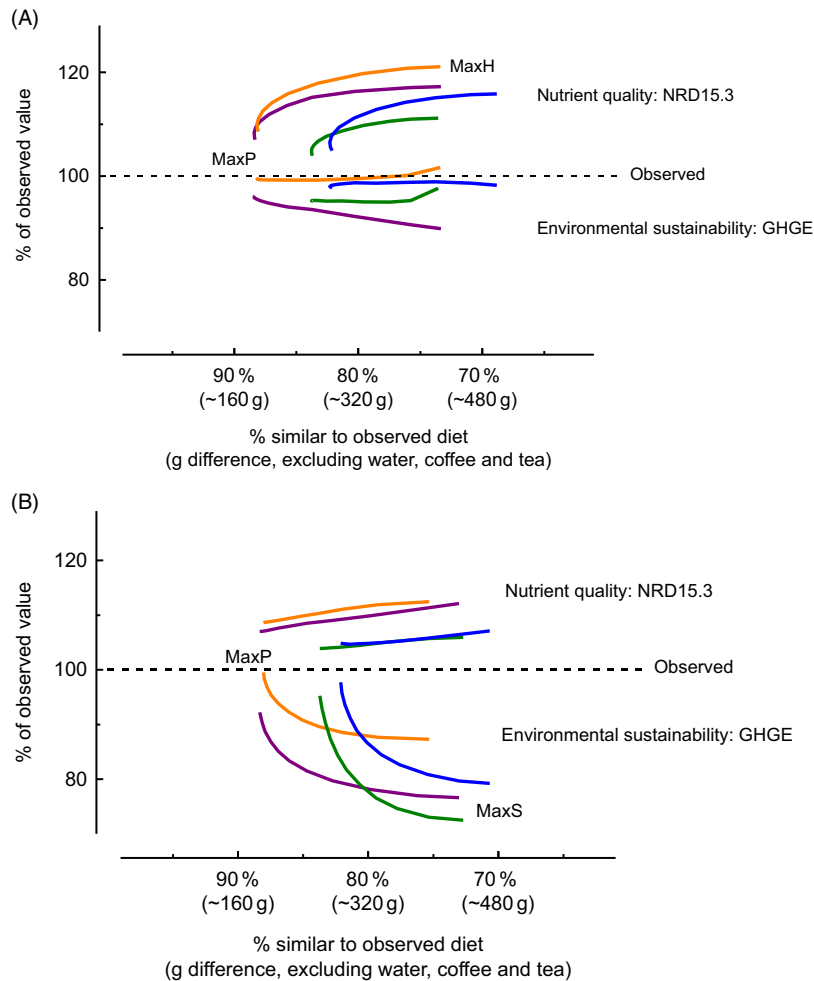 (A)
120
100
80
% of observed value
MaxH
Nutrient quality: NRD15.3
MaxP
Observed
Environmental sustainability: GHGE
90 % 80 % 70 %
(~160 g) (~320 g) (~480 g)
% similar to observed diet
(g difference, excluding water, coffee and tea)
(B)
120
100
80
% of observed value
Nutrient quality: NRD15.3
MaxP
Observed
Environmental sustainability: GHGE
MaxS
90 % 80 % 70 %
(~160 g) (~320 g) (~480 g)
% similar to observed diet
(g difference, excluding water, coffee and tea)